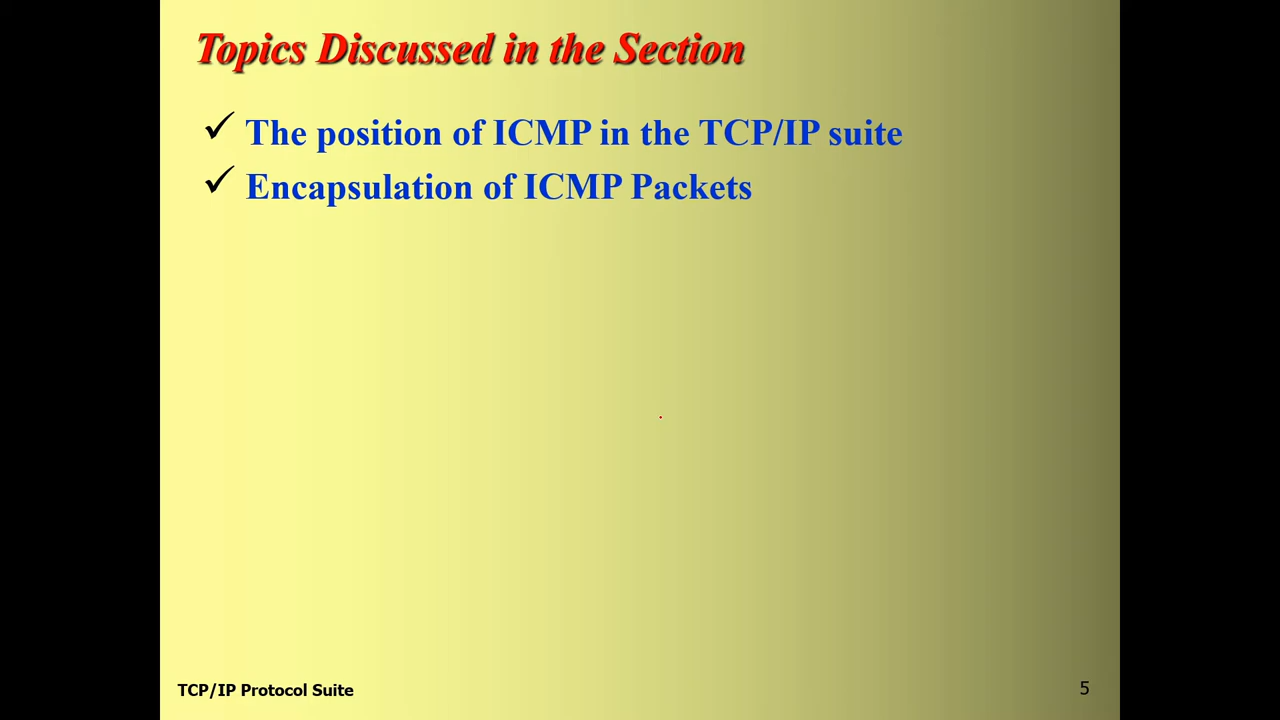 Topics Discussed in the Section
✓ The position of ICMP in the TCP/IP suite
✓ Encapsulation of ICMP Packets
TCP/IP Protocol Suite
5